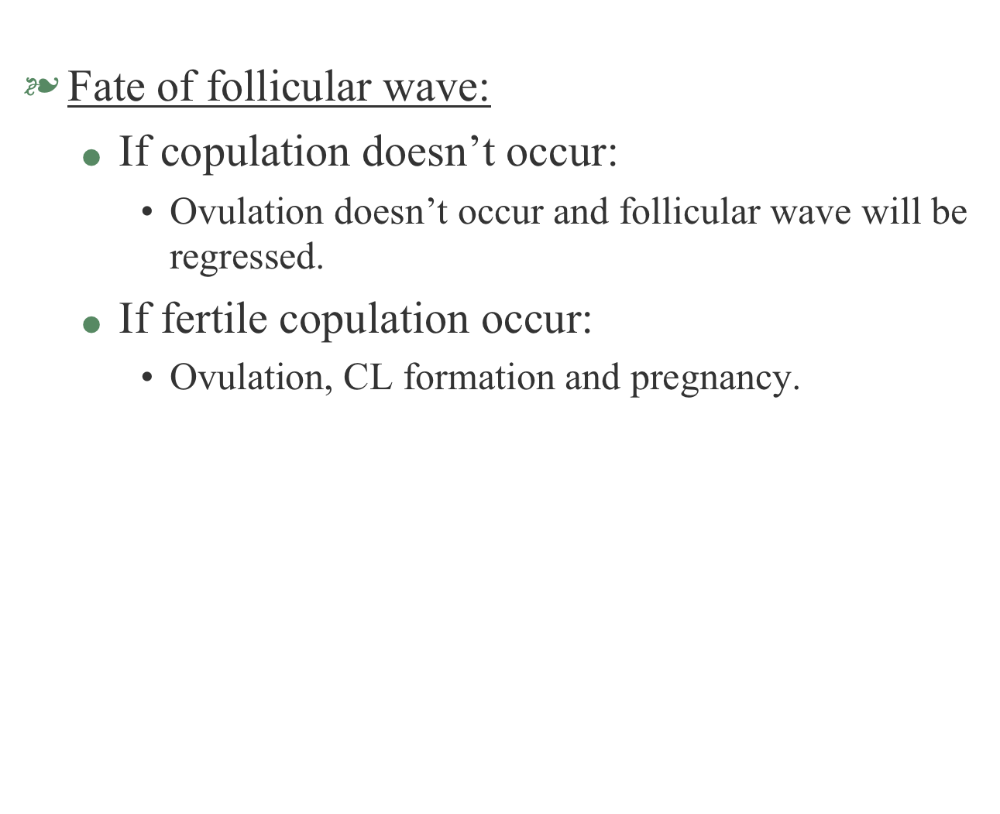 Fate of follicular wave:
● If copulation doesn’t occur:
• Ovulation doesn’t occur and follicular wave will be
regressed.
● If fertile copulation occur:
• Ovulation, CL formation and pregnancy.